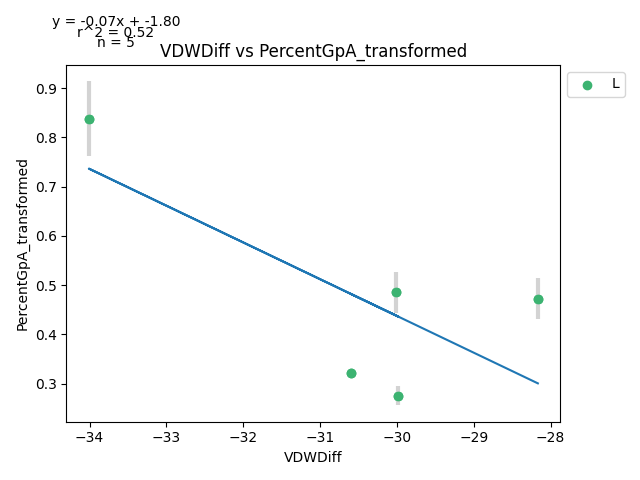 y = -0.07x + -1.80
r^2 = 0.52
n = 5
VDWDiff vs PercentGpA_transformed
L
PercentGpA_transformed
0.9
0.8
0.7
0.6
0.5
0.4
0.3
−34
−33
−32
−31
−30
−29
−28
VDWDiff